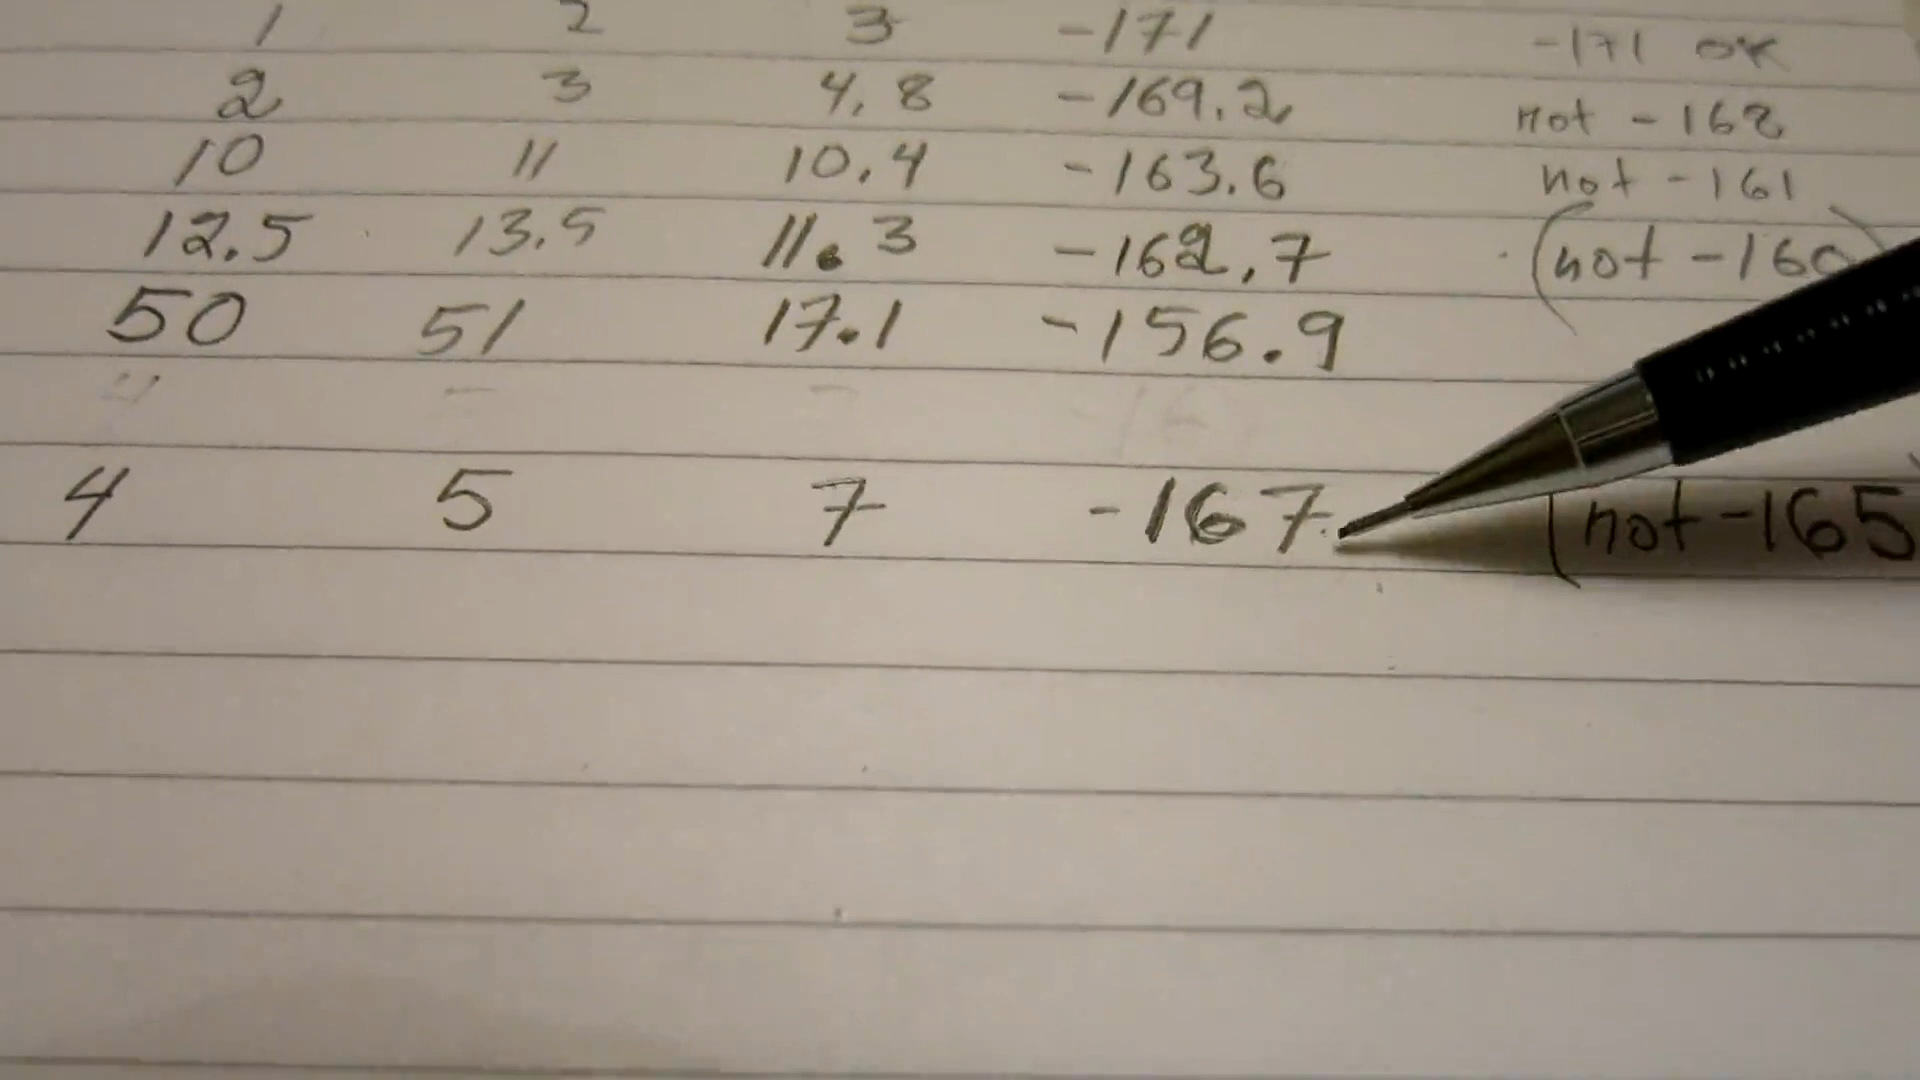 1 2 3 -171 -171 OK
2 3 4.8 -169.2 not -162
10 11 10.4 -163.6 not -161
12.5 13.5 11.3 -162.7 (not -160)
50 51 17.1 -156.9
4 5 7 -167 (not -165